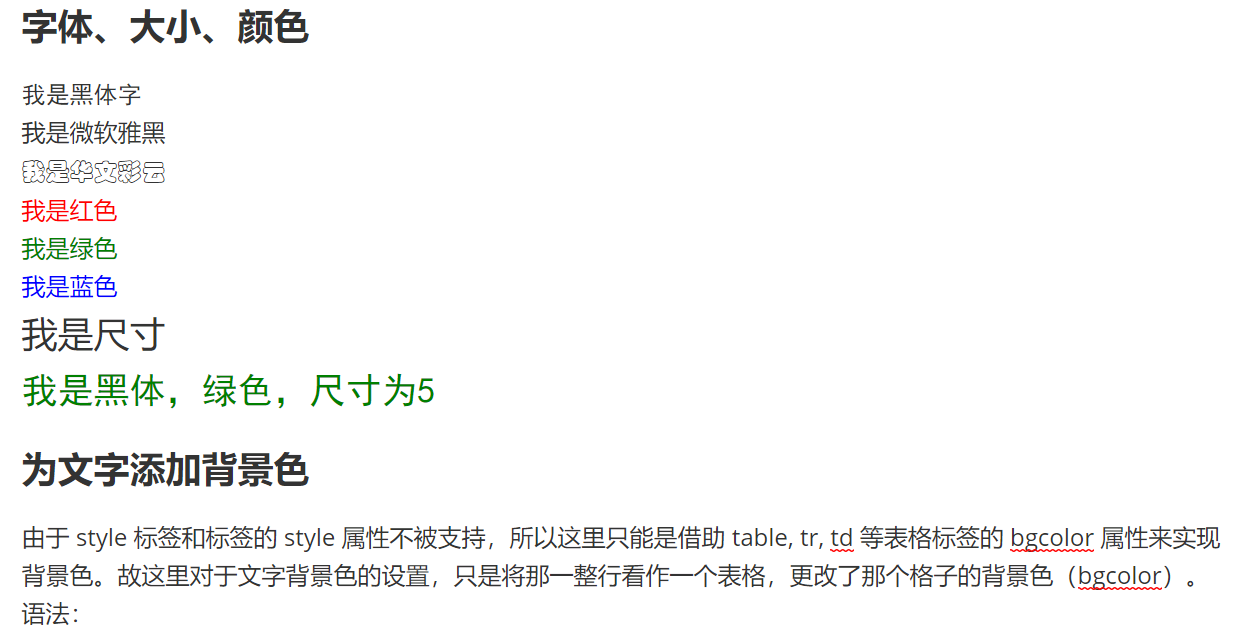 字体、大小、颜色
我是黑体字
我是微软雅黑
我是华文彩云
我是红色
我是绿色
我是蓝色
我是尺寸
我是黑体，绿色，尺寸为5
为文字添加背景色
由于 style 标签和标签的 style 属性不被支持，所以这里只能是借助 table, tr, td 等表格标签的 bgcolor 属性来实现
背景色。故这里对于文字背景色的设置，只是将那一整行看作一个表格，更改了那个格子的背景色（bgcolor）。
语法：